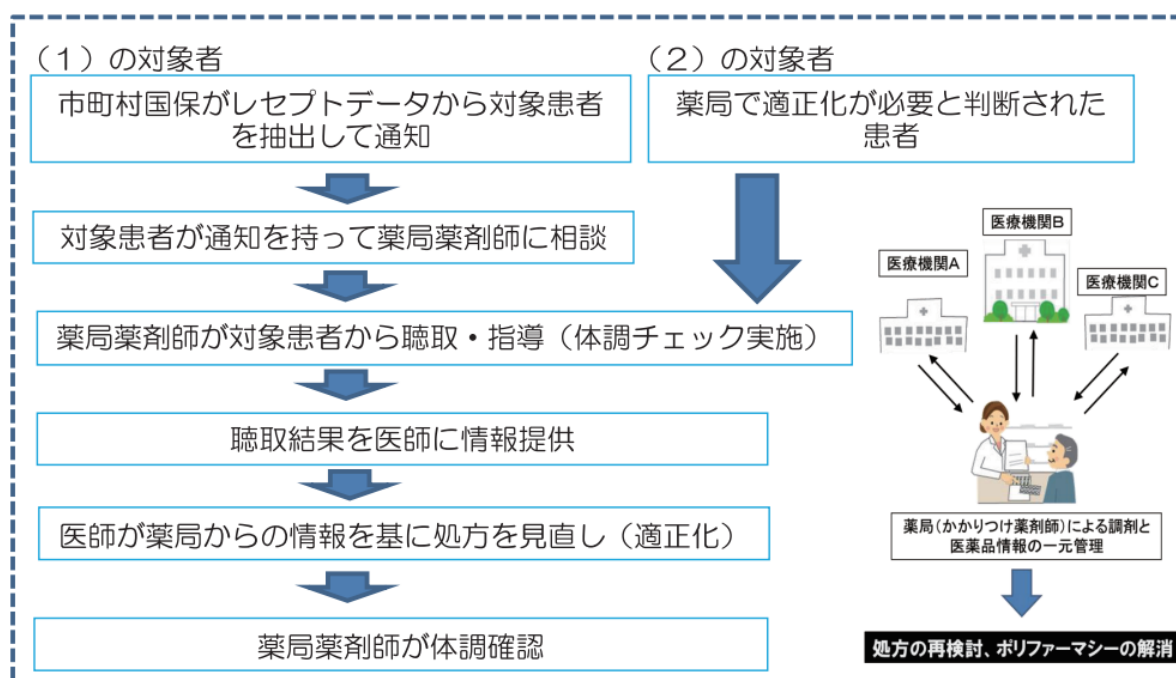 （１）の対象者
市町村国保がレセプトデータから対象患者
を抽出して通知
対象患者が通知を持って薬局薬剤師に相談
（２）の対象者
薬局で適正化が必要と判断された
患者
薬局薬剤師が対象患者から聴取・指導（体調チェック実施）
聴取結果を医師に情報提供
医師が薬局からの情報を基に処方を見直し（適正化）
薬局薬剤師が体調確認
医療機関A
医療機関B
医療機関C
薬局（かかりつけ薬剤師）による調剤と
医薬品情報の一元管理
処方の再検討、ポリファーマシーの解消